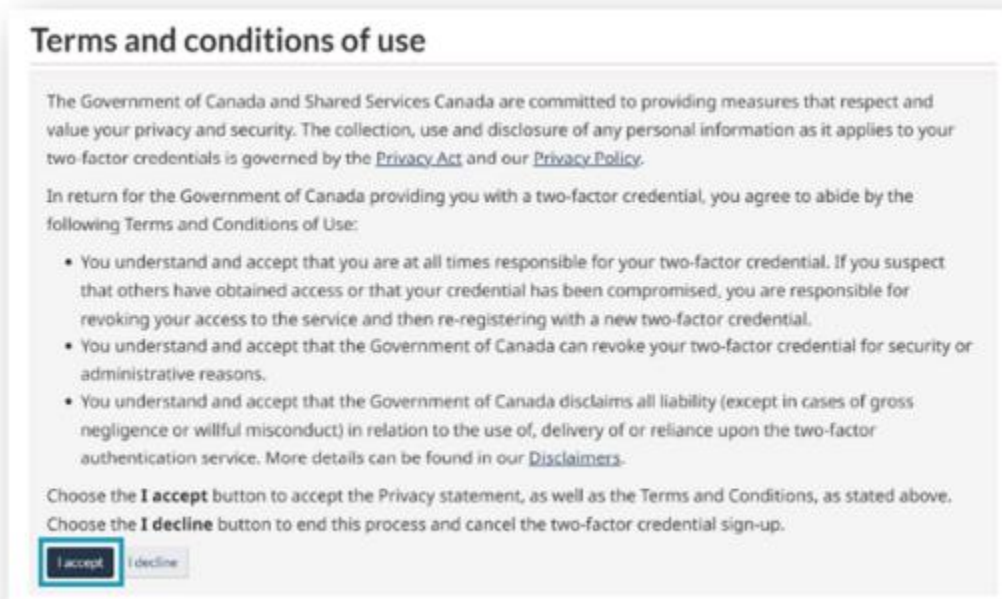 Terms and conditions of use
The Government of Canada and Shared Services Canada are committed to providing measures that respect and
value your privacy and security. The collection, use and disclosure of any personal information as it applies to your
two-factor credentials is governed by the Privacy Act and our Privacy Policy.
In return for the Government of Canada providing you with a two-factor credential, you agree to abide by the
following Terms and Conditions of Use:
• You understand and accept that you are at all times responsible for your two-factor credential. If you suspect
that others have obtained access or that your credential has been compromised, you are responsible for
revoking your access to the service and then re-registering with a new two-factor credential.
• You understand and accept that the Government of Canada can revoke your two-factor credential for security or
administrative reasons.
• You understand and accept that the Government of Canada disclaims all liability (except in cases of gross
negligence or willful misconduct) in relation to the use of, delivery of or reliance upon the two-factor
authentication service. More details can be found in our Disclaimers.
Choose the I accept button to accept the Privacy statement, as well as the Terms and Conditions, as stated above.
Choose the I decline button to end this process and cancel the two-factor credential sign-up.
I accept I decline